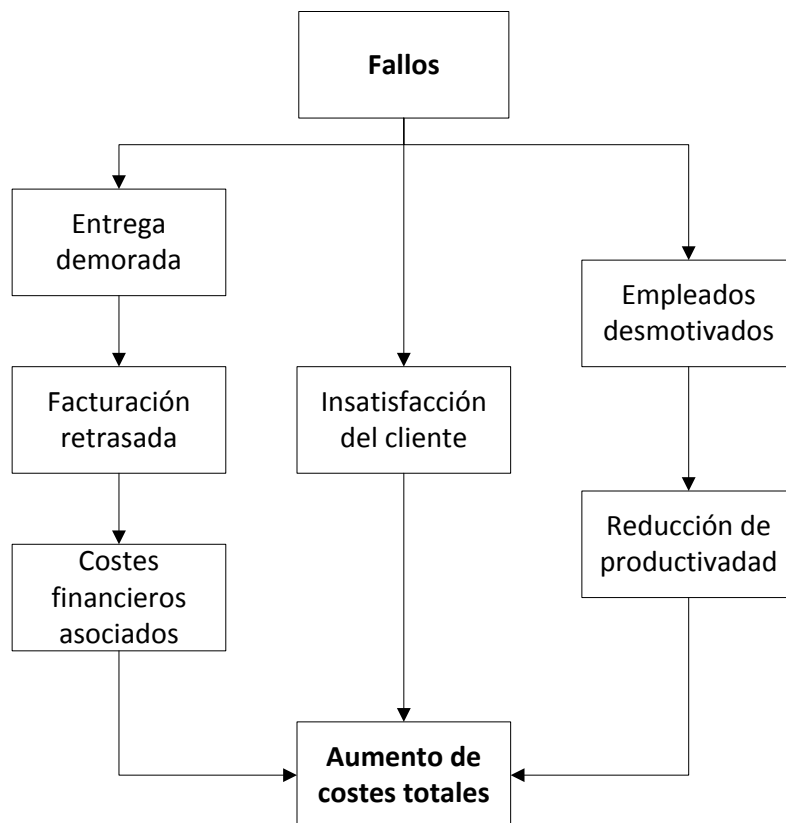 Fallos
Entrega
demorada
Facturación
retrasada
Costes
financieros
asociados
Insatisfacción
del cliente
Empleados
desmotivados
Reducción de
productivadad
Aumento de
costes totales